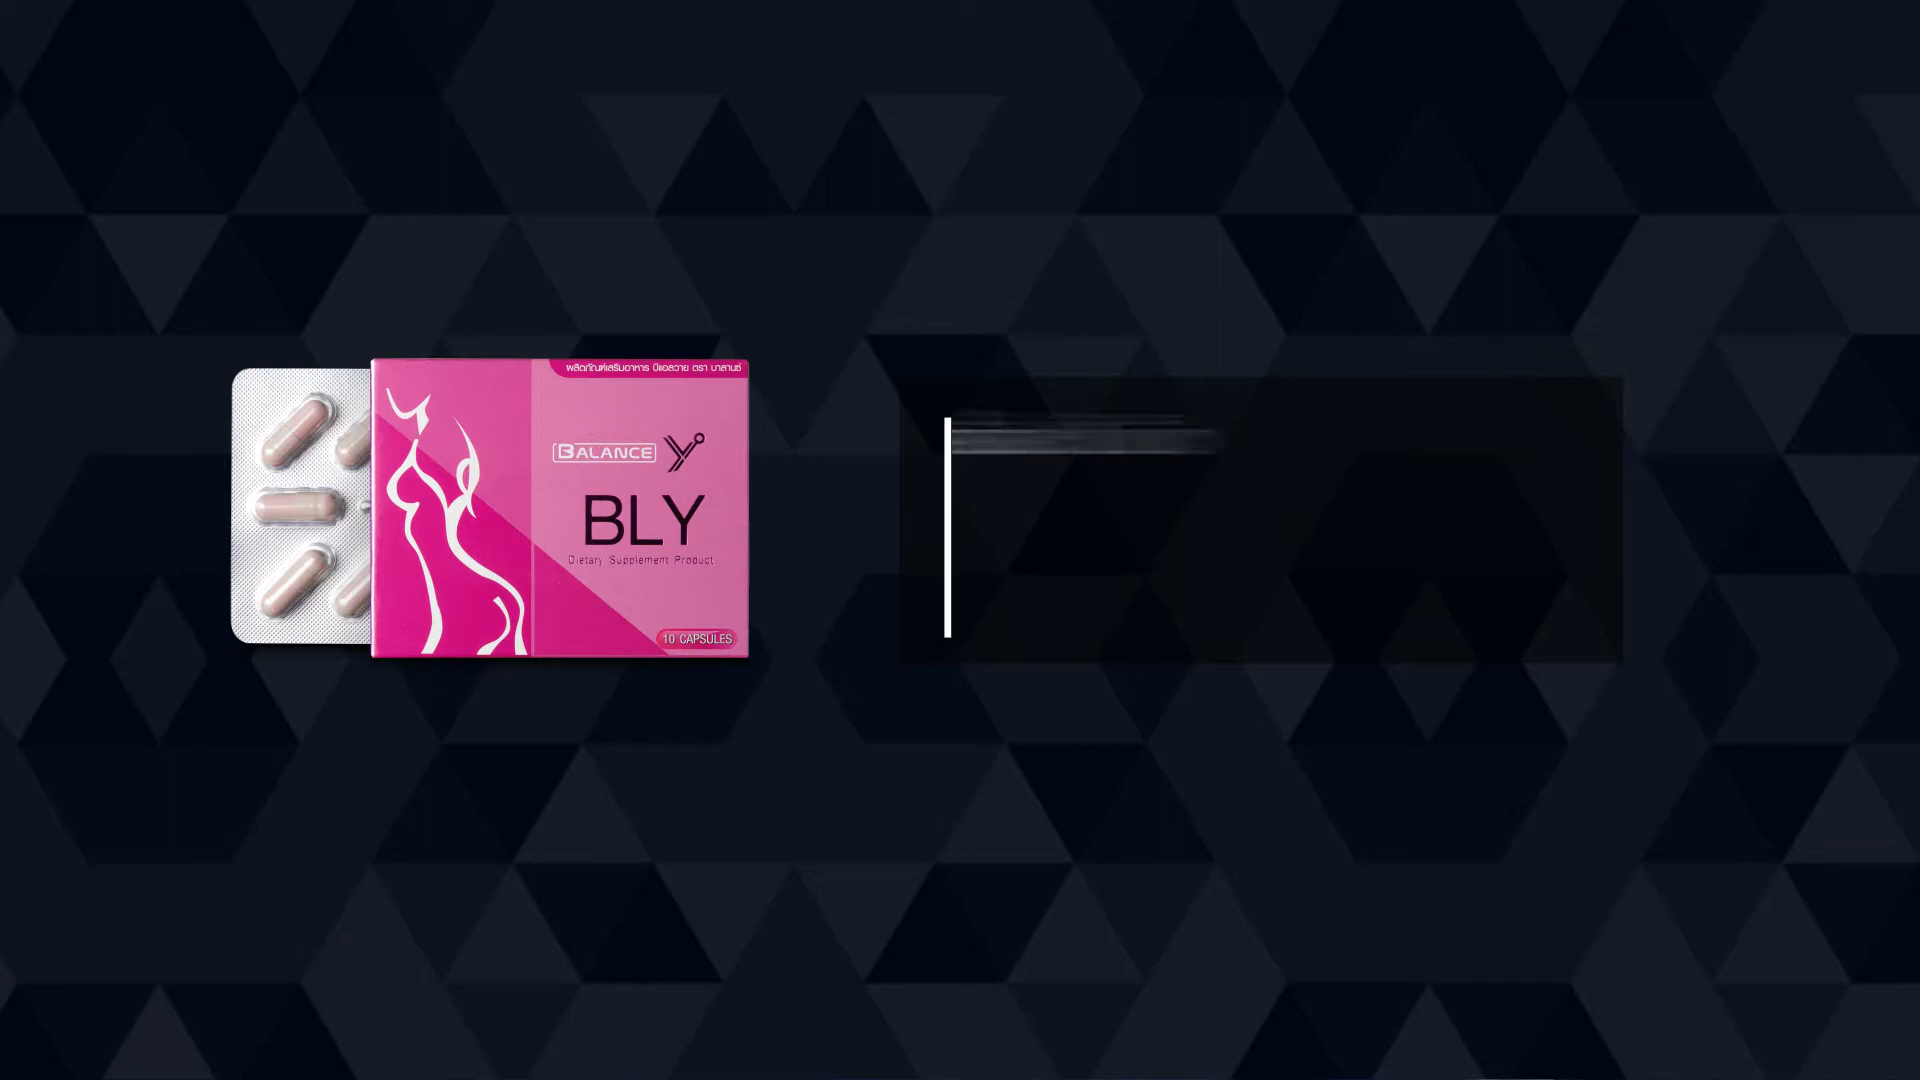 ผลิตภัณฑ์เสริมอาหาร บีแอลวาย ตรา บาลานซ์
BALANCE
BLY
Dietary Supplement Product
10 CAPSULES